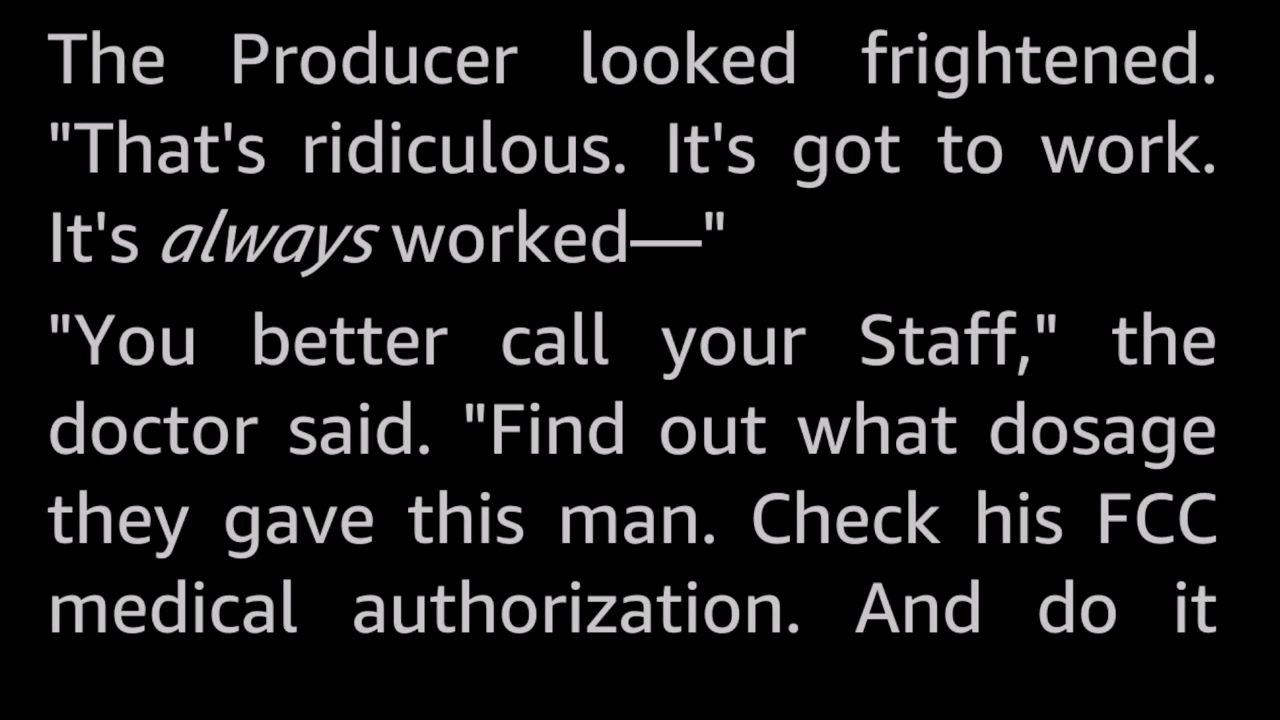 The Producer looked frightened.
"That's ridiculous. It's got to work.
It's always worked—"
"You better call your Staff," the
doctor said. "Find out what dosage
they gave this man. Check his FCC
medical authorization. And do it